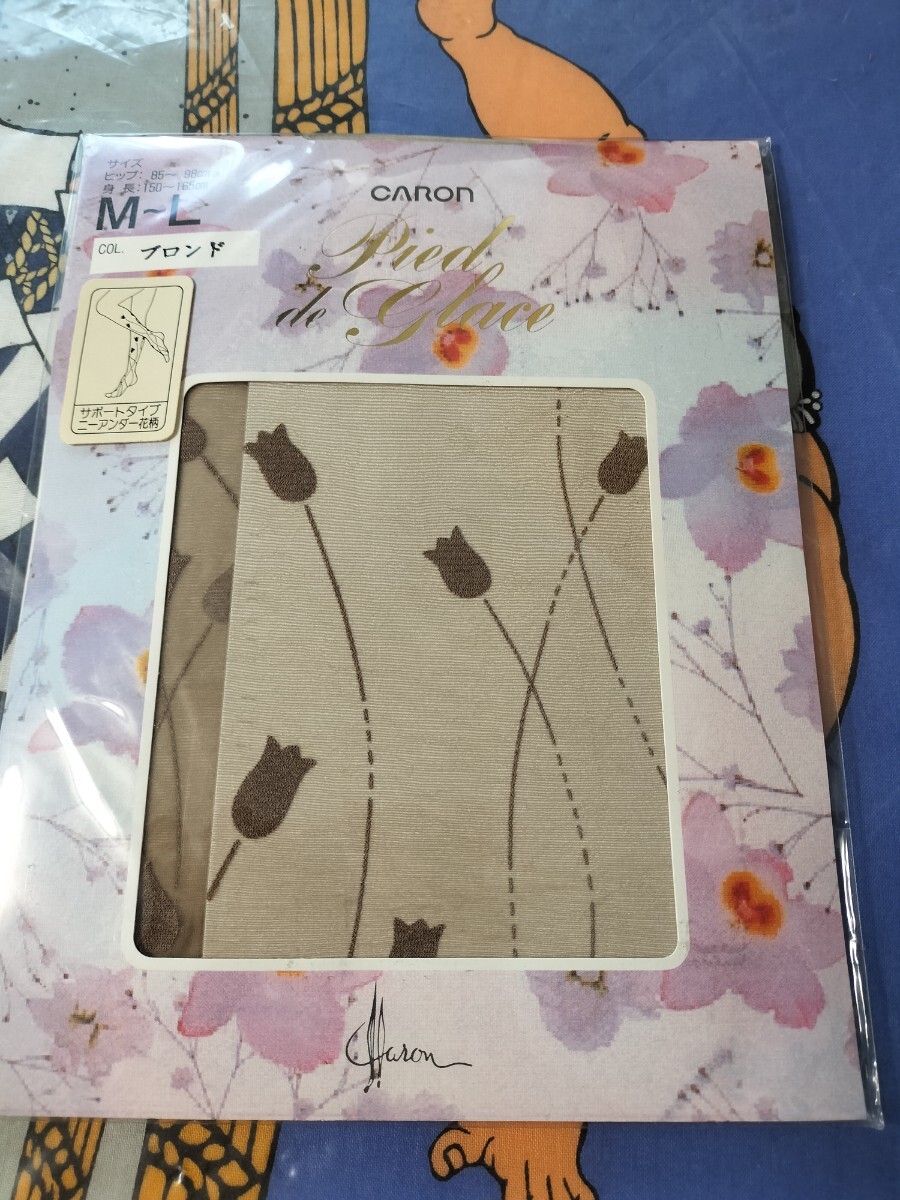 サイズ
ヒップ: 85〜98cm
身 長:150〜165cm
M~L
COL. ブロンド
CARON
Pied
de Glace
サポートタイプ
ニーアンダー花柄
Caron